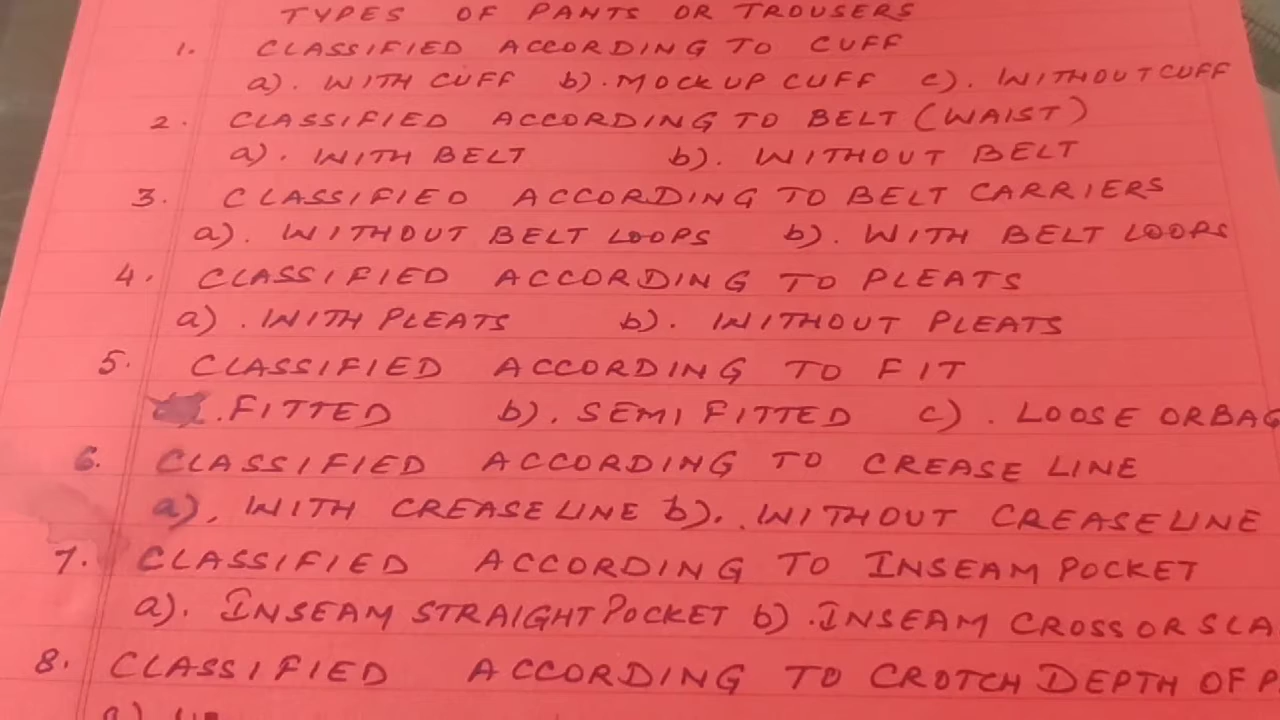 TYPES OF PANTS OR TROUSERS
1. CLASSIFIED ACCORDING TO CUFF
a). WITH CUFF b). MOCK UP CUFF c). WITHOUT CUFF
2. CLASSIFIED ACCORDING TO BELT (WAIST)
a). WITH BELT b). WITHOUT BELT
3. CLASSIFIED ACCORDING TO BELT CARRIERS
a). WITHOUT BELT LOOPS b). WITH BELT LOOPS
4. CLASSIFIED ACCORDING TO PLEATS
a). WITH PLEATS b). WITHOUT PLEATS
5. CLASSIFIED ACCORDING TO FIT
. FITTED b). SEMI FITTED c). LOOSE OR BAG
6. CLASSIFIED ACCORDING TO CREASE LINE
a). WITH CREASE LINE b). WITHOUT CREASE LINE
7. CLASSIFIED ACCORDING TO INSEAM POCKET
a). INSEAM STRAIGHT POCKET b). INSEAM CROSS OR SLA
8. CLASSIFIED ACCORDING TO CROTCH DEPTH OF P